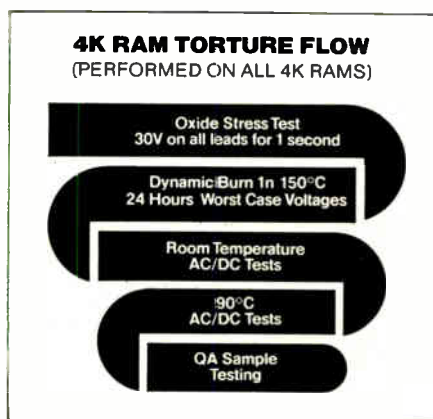 4K RAM TORTURE FLOW
(PERFORMED ON ALL 4K RAMS)
Oxide Stress Test
30V on all leads for 1 second
Dynamic Burn 1n 150°C
24 Hours Worst Case Voltages
Room Temperature
AC/DC Tests
90°C
AC/DC Tests
QA Sample
Testing